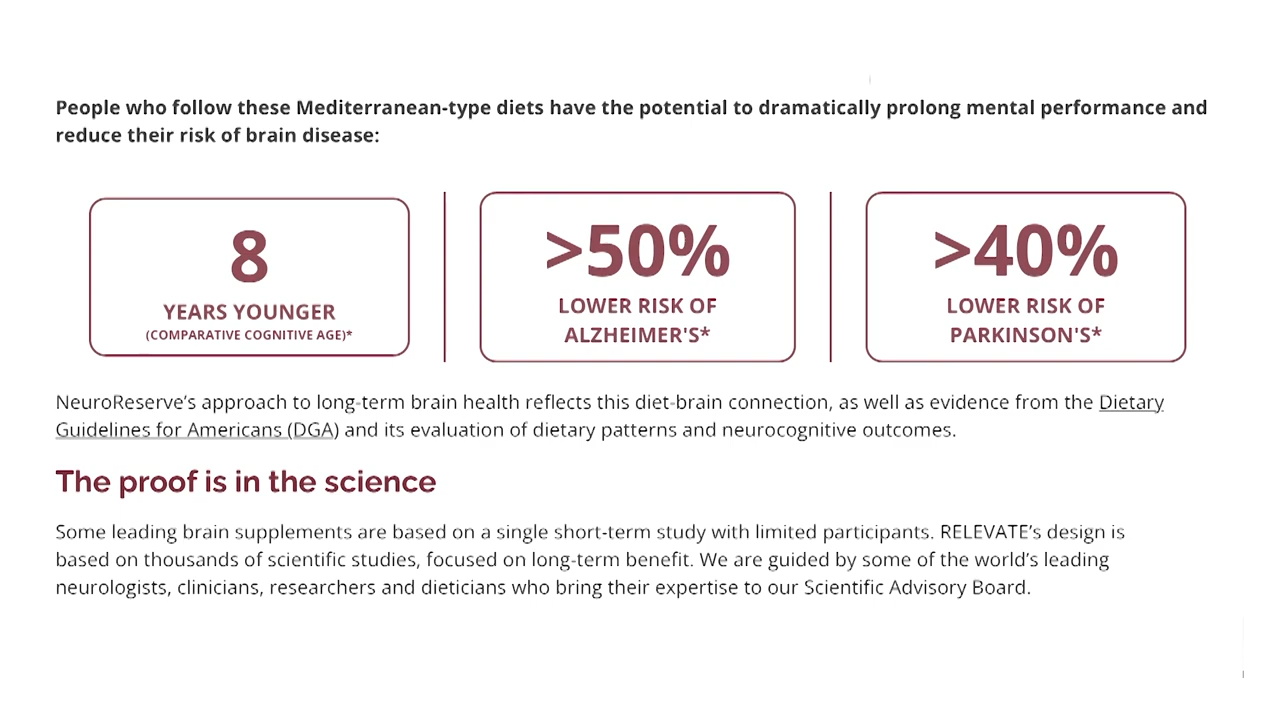 People who follow these Mediterranean-type diets have the potential to dramatically prolong mental performance and
reduce their risk of brain disease:
8
YEARS YOUNGER
(COMPARATIVE COGNITIVE AGE)*
>50%
LOWER RISK OF
ALZHEIMER'S*
>40%
LOWER RISK OF
PARKINSON'S*
NeuroReserve’s approach to long-term brain health reflects this diet-brain connection, as well as evidence from the Dietary
Guidelines for Americans (DGA) and its evaluation of dietary patterns and neurocognitive outcomes.
The proof is in the science
Some leading brain supplements are based on a single short-term study with limited participants. RELEVATE’s design is
based on thousands of scientific studies, focused on long-term benefit. We are guided by some of the world’s leading
neurologists, clinicians, researchers and dieticians who bring their expertise to our Scientific Advisory Board.